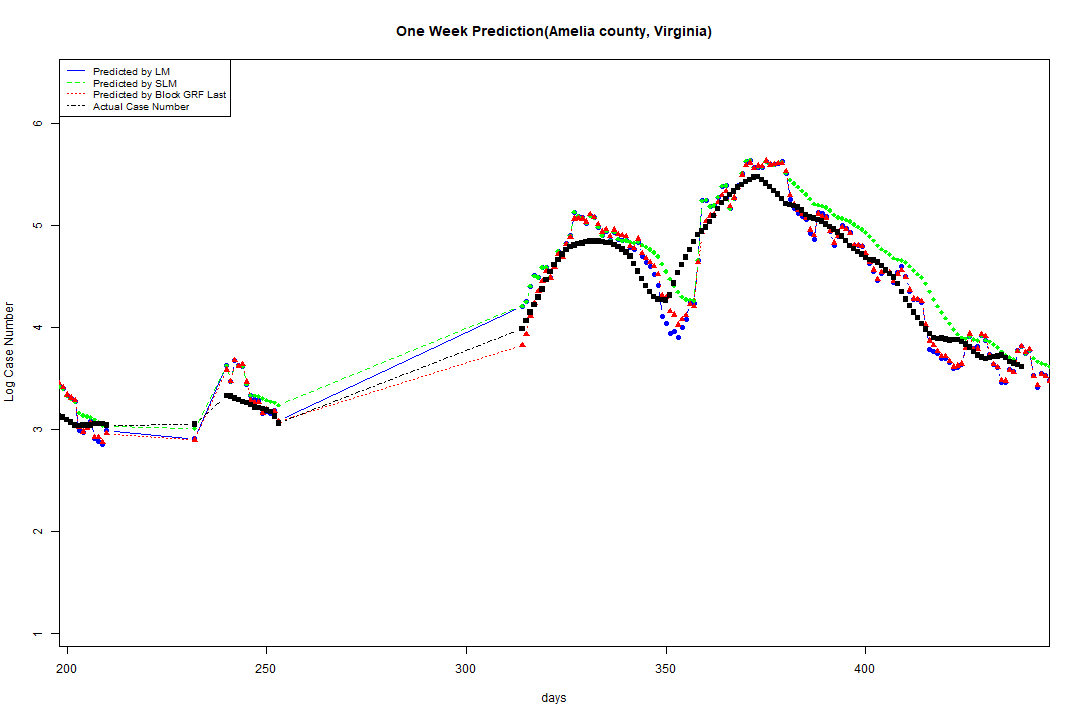 One Week Prediction(Amelia county, Virginia)
Predicted by LM
Predicted by SLM
Predicted by Block GRF Last
Actual Case Number
Log Case Number
6
5
4
3
2
1
200 250 300 350 400
days